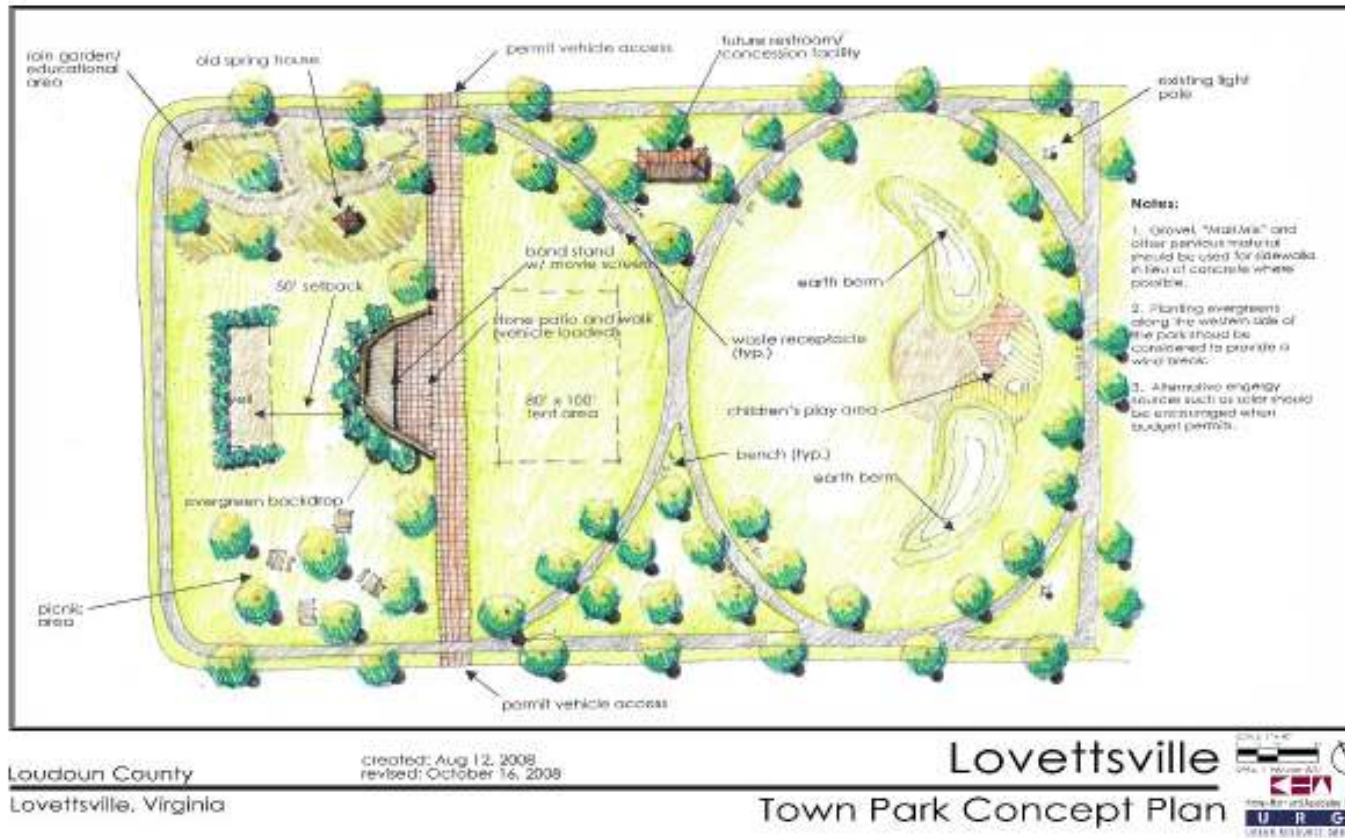 rain garden/
educational
area
old spring house
permit vehicle access
future restroom/
concession facility
existing light
pole
band stand
w/ movie screen
50' setback
stone patio and walk
(vehicle loaded)
earth berm
waste receptacle
(typ.)
well
80' x 100'
tent area
children's play area
bench (typ.)
earth berm
evergreen backdrop
picnic
area
permit vehicle access
Notes:
1. Gravel, and
other pervious material
should be used for sidewalks
in lieu of concrete where
possible.
2. Planting evergreens
along the western side of
the park should be
considered to provide a
wind break.
3. Alternative engergy
sources such as solar should
be encouraged when
budget permits.
Loudoun County
Lovettsville, Virginia
created: Aug 12, 2008
revised: October 16, 2008
Lovettsville
Town Park Concept Plan
U R G